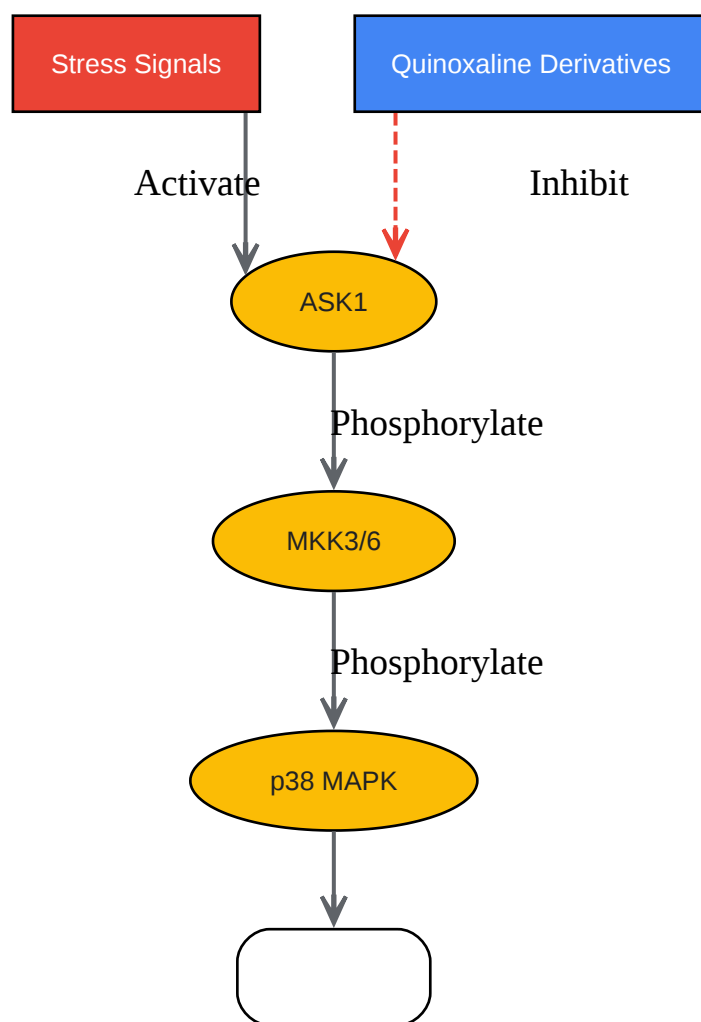 Stress Signals
Quinoxaline Derivatives
Activate
Inhibit
ASK1
Phosphorylate
MKK3/6
Phosphorylate
p38 MAPK